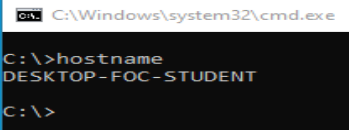 C:\Windows\system32\cmd.exe
C:\>hostname
DESKTOP-FOC-STUDENT
C:\>